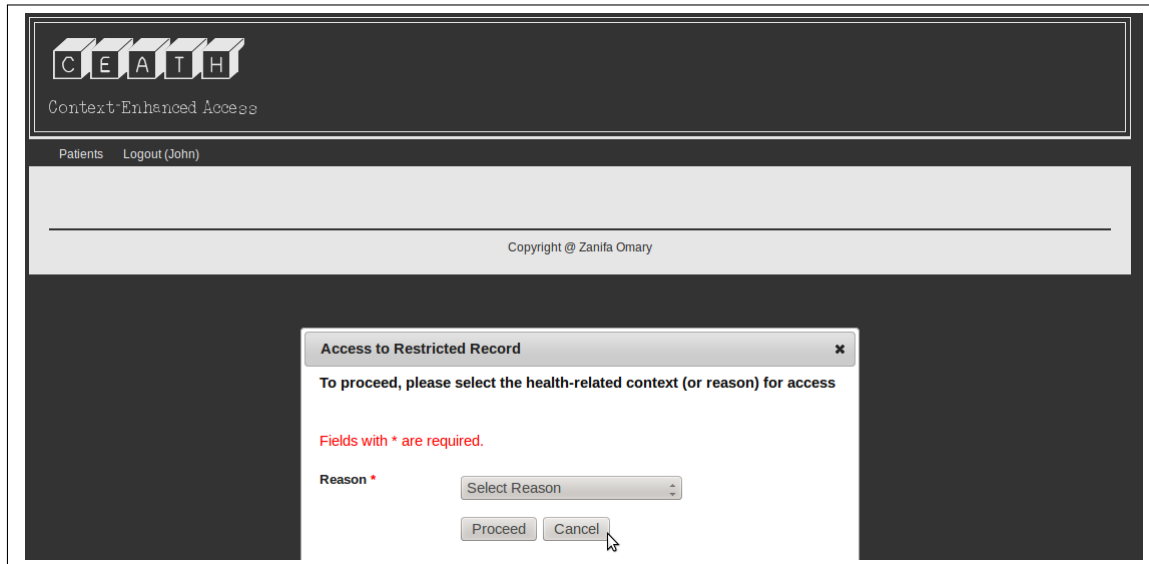 CEATH
Context-Enhanced Access
Patients Logout (John)
Copyright @ Zanifa Omary
Access to Restricted Record ✖
To proceed, please select the health-related context (or reason) for access
Fields with * are required.
Reason * Select Reason
Proceed Cancel